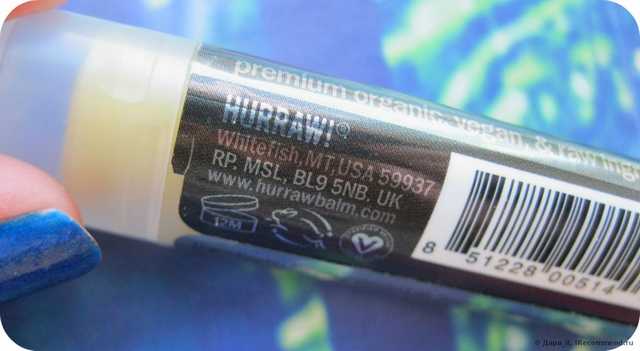 premium organic, vegan, & raw ingr
HURRAW!®
Whitefish, MT, USA 59937
RP. MSL, BL9 5NB. UK
www.hurrawbalm.com
12M
8 51228 00514
© Дара_Я, IRecommend.ru